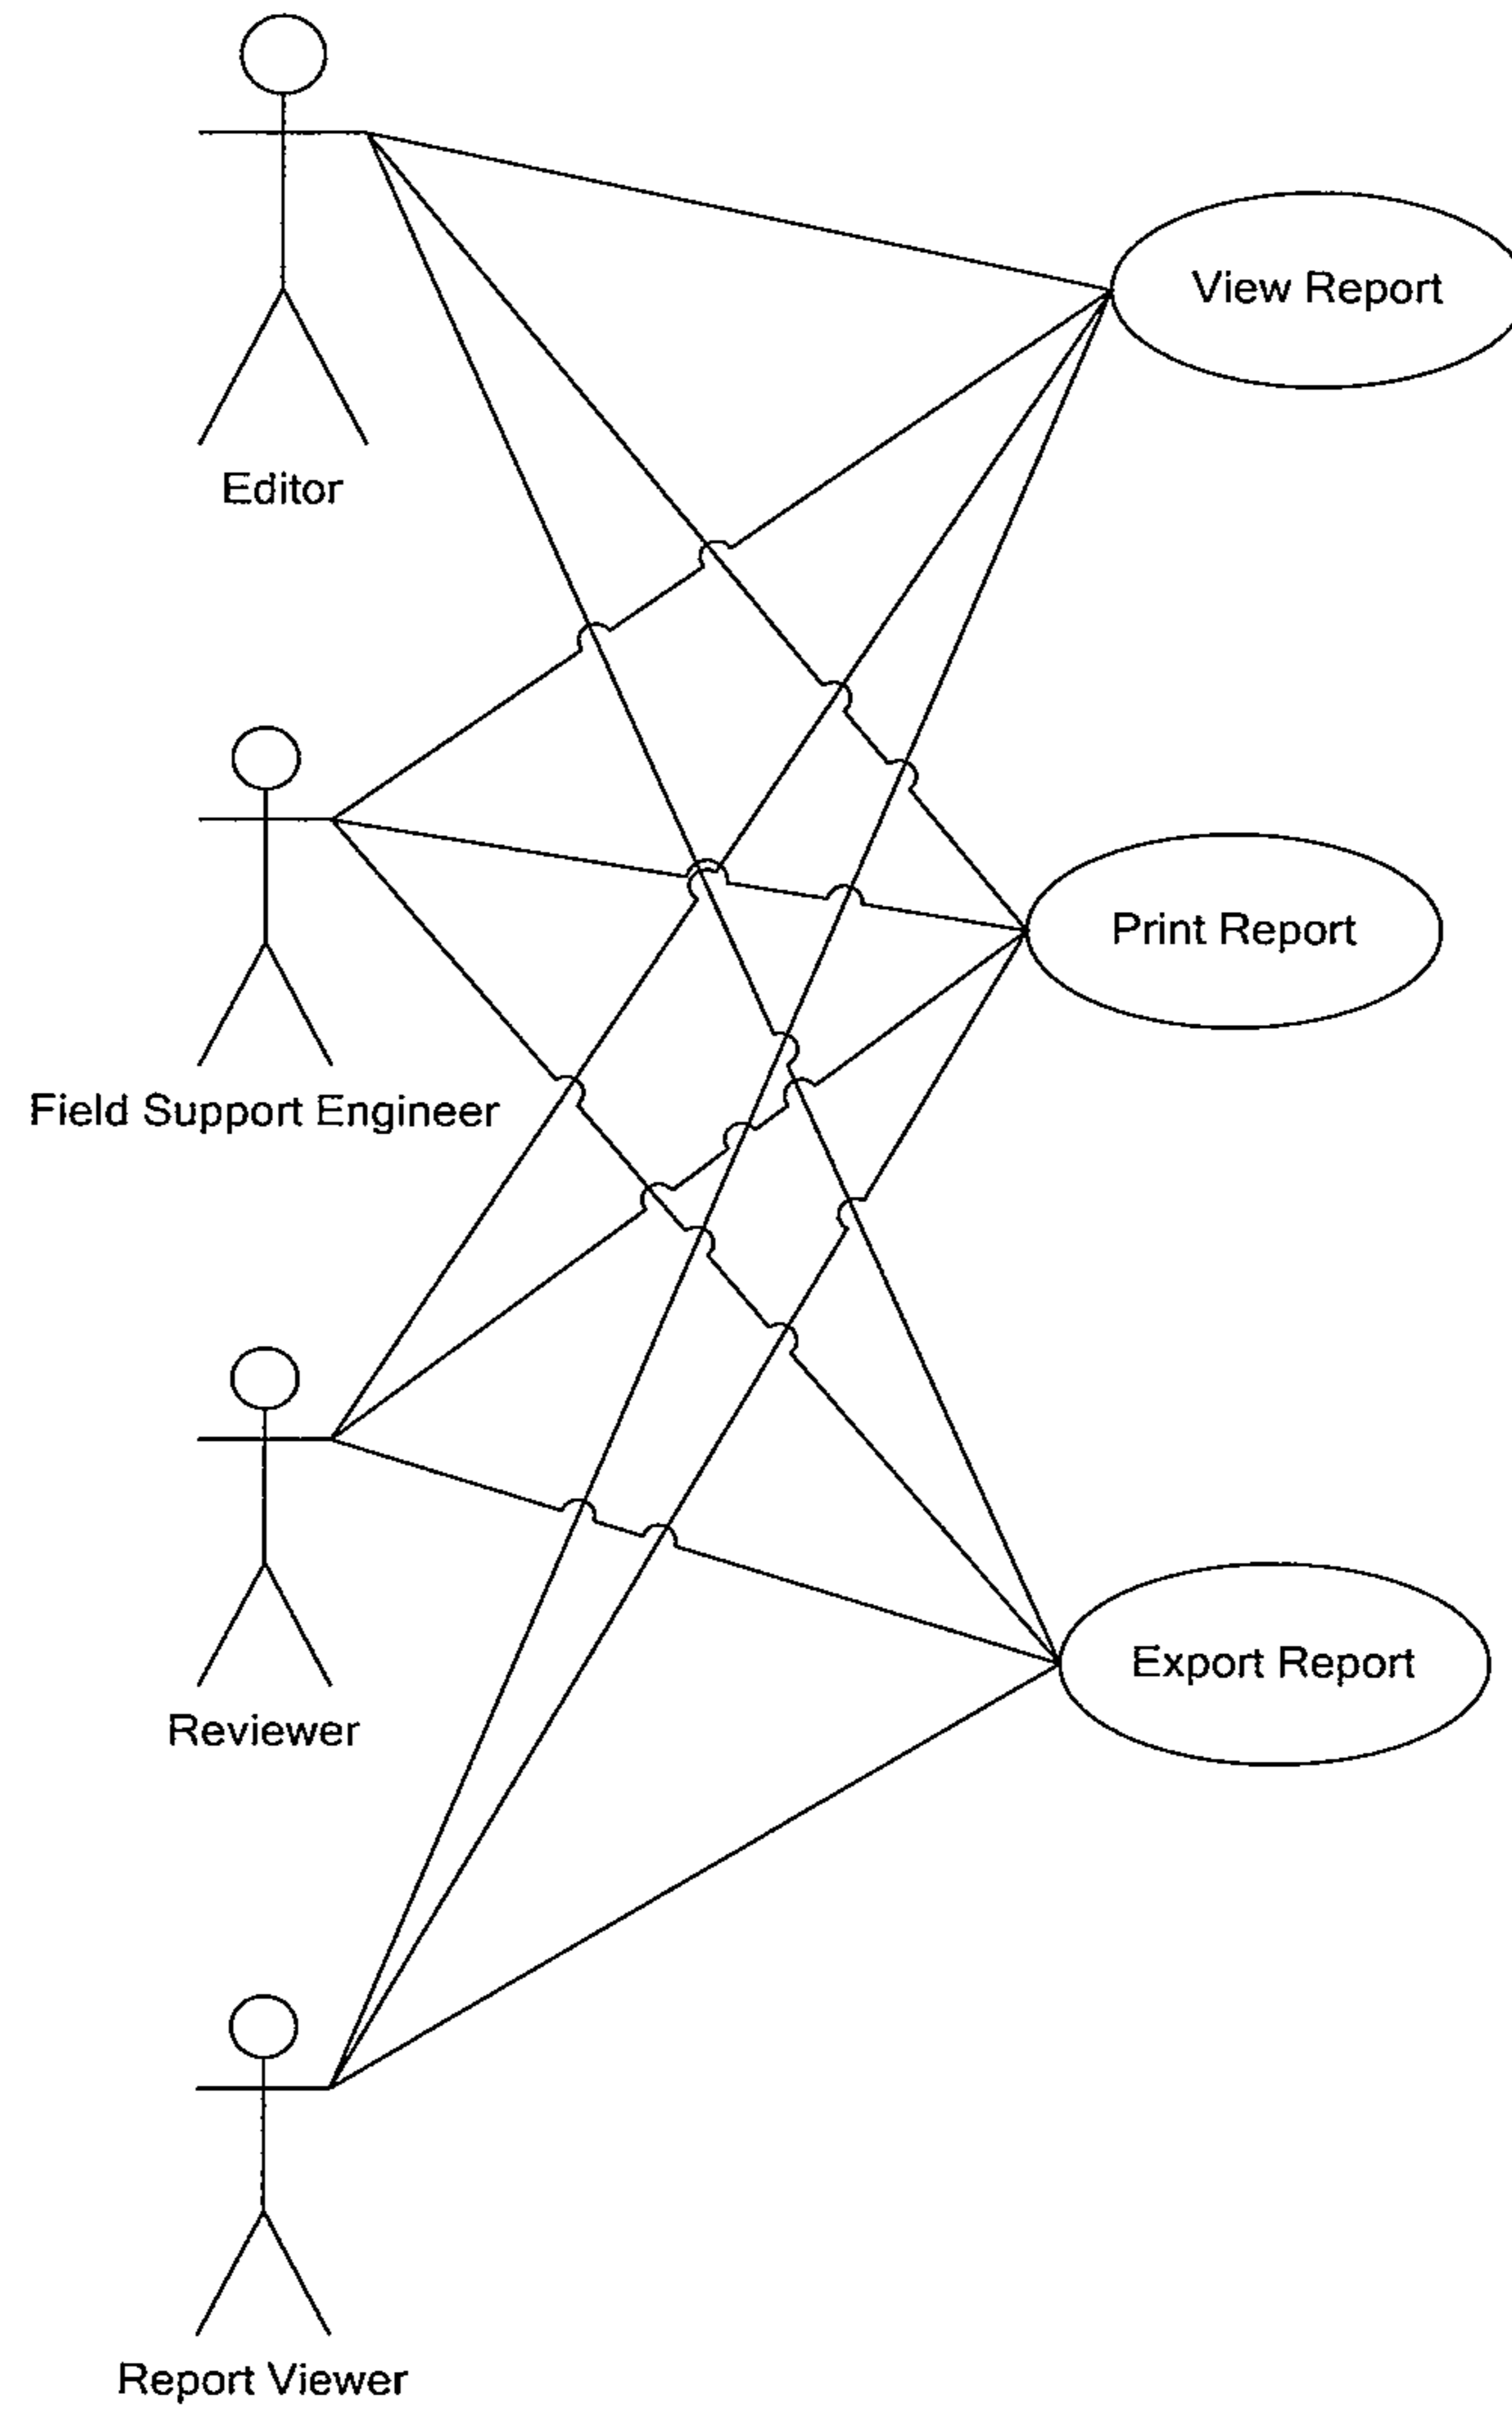 View Report
Editor
Print Report
Field Support Engineer
Export Report
Reviewer
Report Viewer